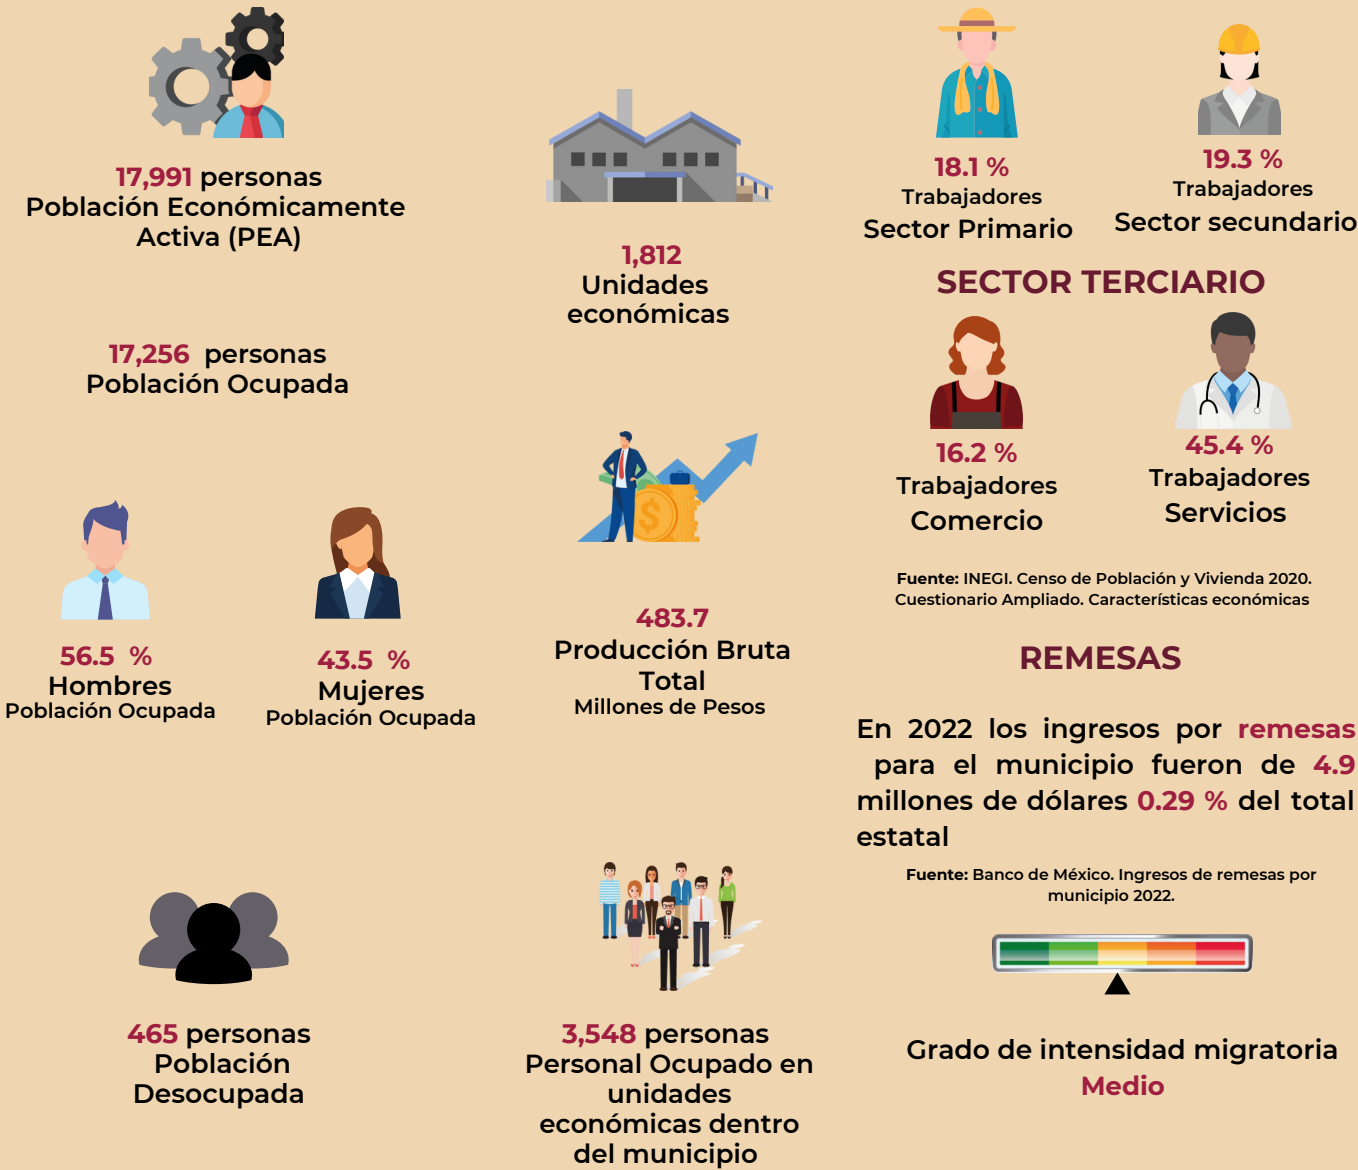 17,991 personas
Población Económicamente
Activa (PEA)
17,256 personas
Población Ocupada
56.5 %
Hombres
Población Ocupada
43.5 %
Mujeres
Población Ocupada
465 personas
Población
Desocupada
1,812
Unidades
económicas
483.7
Producción Bruta
Total
Millones de Pesos
3,548 personas
Personal Ocupado en
unidades
económicas dentro
del municipio
18.1 %
Trabajadores
Sector Primario
19.3 %
Trabajadores
Sector secundario
SECTOR TERCIARIO
16.2 %
Trabajadores
Comercio
45.4 %
Trabajadores
Servicios
Fuente: INEGI. Censo de Población y Vivienda 2020.
Cuestionario Ampliado. Características económicas
REMESAS
En 2022 los ingresos por remesas
para el municipio fueron de 4.9
millones de dólares 0.29 % del total
estatal
Fuente: Banco de México. Ingresos de remesas por
municipio 2022.
Grado de intensidad migratoria
Medio